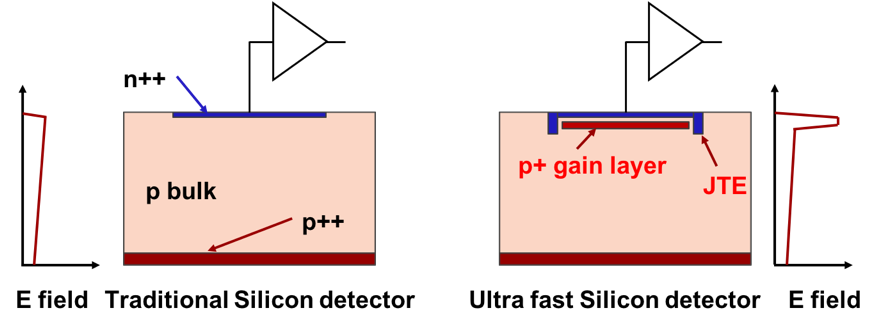 n++
p bulk
p++
p+ gain layer
JTE
E field
Traditional Silicon detector
Ultra fast Silicon detector
E field